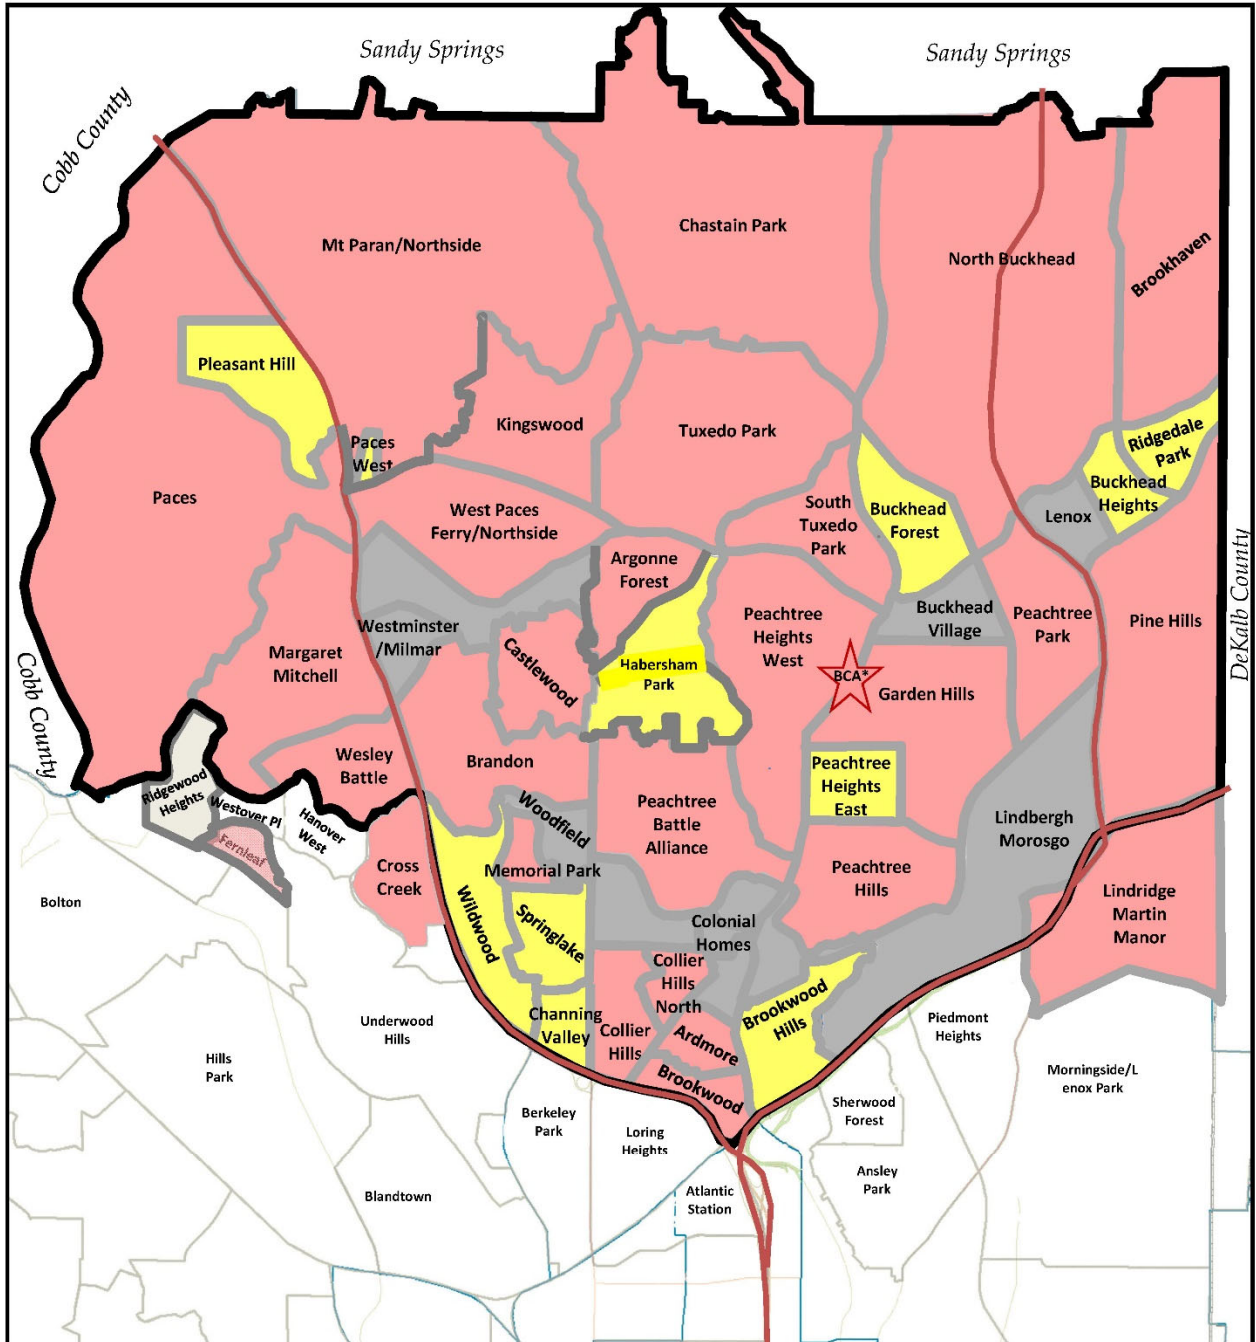 Sandy Springs
Sandy Springs
Cobb County
Chastain Park
Mt Paran/Northside
North Buckhead
Brookhaven
Pleasant Hill
Kingswood
Tuxedo Park
Ridgedale
Park
Paces
West
Buckhead
Heights
Paces
West Paces
Ferry/Northside
South
Tuxedo
Park
Buckhead
Forest
Lenox
Argonne
Forest
Buckhead
Village
Peachtree
Heights
West
Peachtree
Park
Pine Hills
DeKalb County
Westminster
/Milmar
Margaret
Mitchell
Castlewood
Habersham
Park
BCA*
Garden Hills
Cobb County
Wesley
Battle
Brandon
Peachtree
Heights
East
Ridgewood
Heights
Westover Pl
Hanover
West
Fernleaf
Woodfield
Peachtree
Battle
Alliance
Lindbergh
Morosgo
Cross
Creek
Memorial Park
Peachtree
Hills
Bolton
Wildwood
Springlake
Colonial
Homes
Lindridge
Martin
Manor
Collier
Hills
North
Brookwood
Hills
Channing
Valley
Collier
Hills
Ardmore
Brookwood
Underwood
Hills
Piedmont
Heights
Hills
Park
Morningside/L
enox Park
Berkeley
Park
Loring
Heights
Sherwood
Forest
Ansley
Park
Blandtown
Atlantic
Station